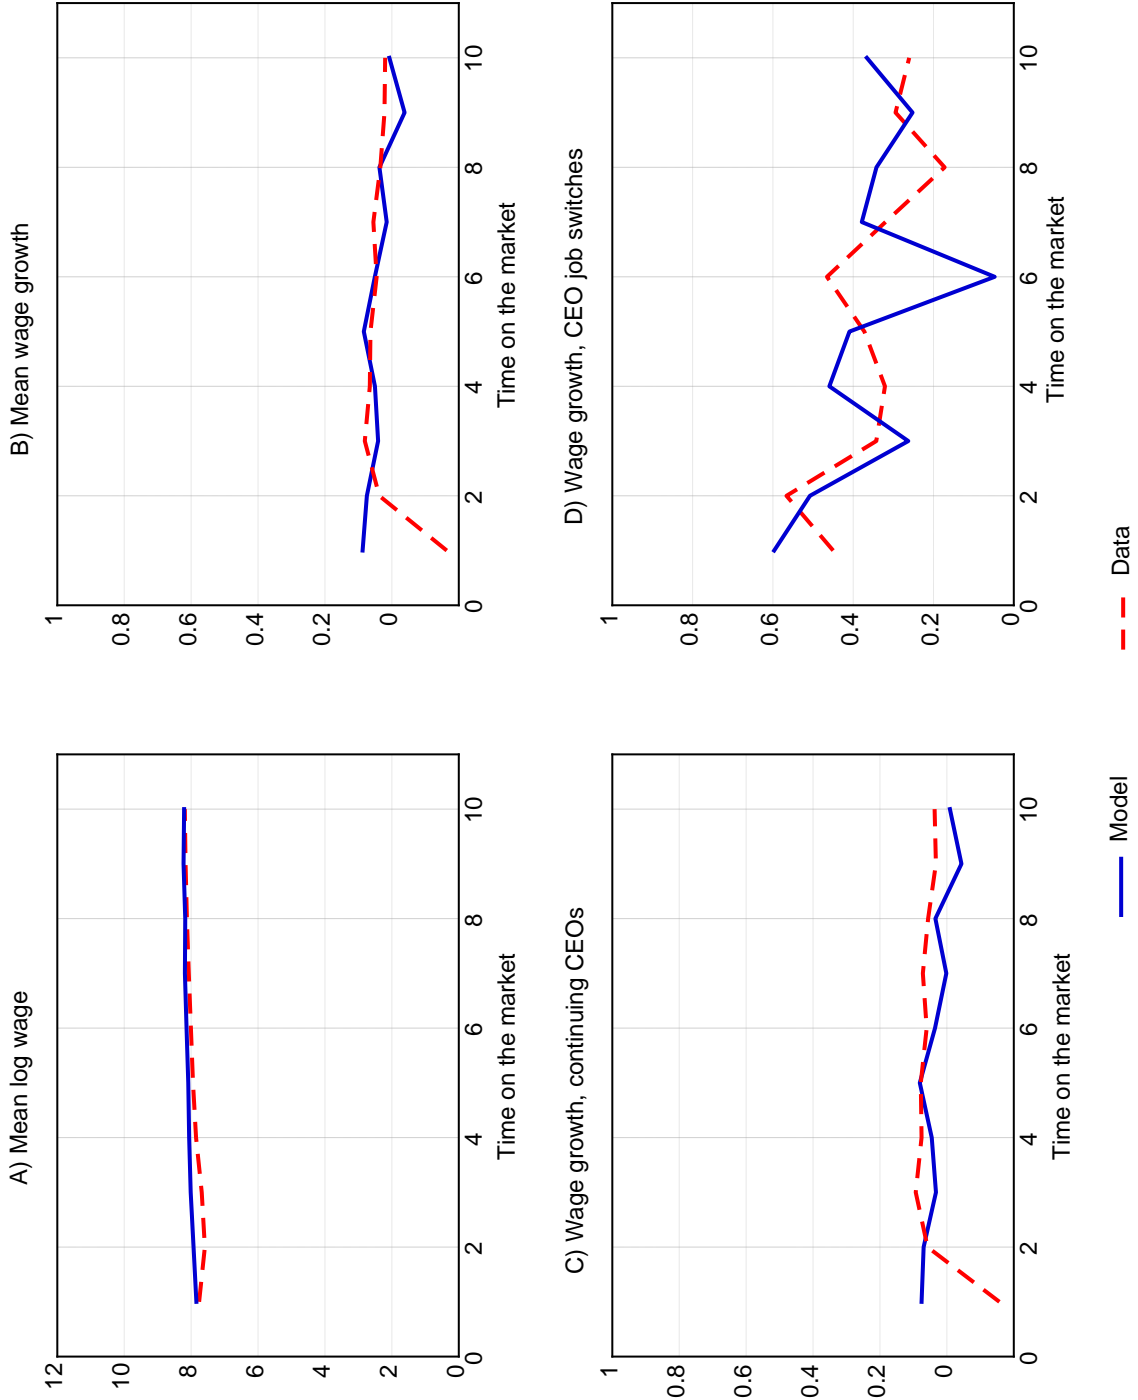 A) Mean log wage
12
10
8
6
4
2
0
0 2 4 6 8 10
Time on the market
B) Mean wage growth
1
0.8
0.6
0.4
0.2
0
0 2 4 6 8 10
Time on the market
C) Wage growth, continuing CEOs
1
0.8
0.6
0.4
0.2
0
0 2 4 6 8 10
Time on the market
D) Wage growth, CEO job switches
1
0.8
0.6
0.4
0.2
0
0 2 4 6 8 10
Time on the market
Model Data